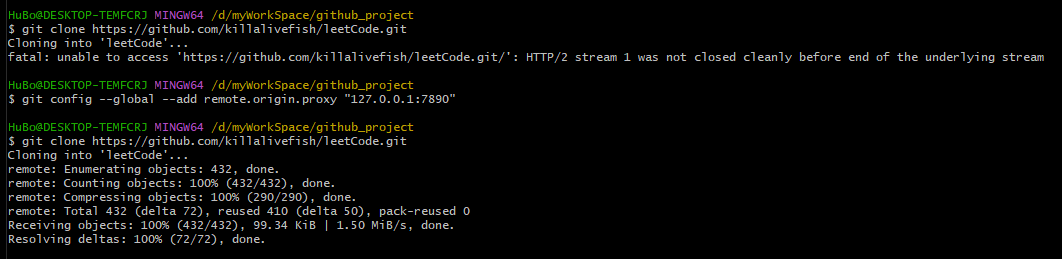 HuBo@DESKTOP-TEMFCRJ MINGW64 /d/myWorkSpace/github_project
$ git clone https://github.com/killalivefish/leetCode.git
Cloning into 'leetCode'...
fatal: unable to access 'https://github.com/killalivefish/leetCode.git/': HTTP/2 stream 1 was not closed cleanly before end of the underlying stream
HuBo@DESKTOP-TEMFCRJ MINGW64 /d/myWorkSpace/github_project
$ git config --global --add remote.origin.proxy "127.0.0.1:7890"
HuBo@DESKTOP-TEMFCRJ MINGW64 /d/myWorkSpace/github_project
$ git clone https://github.com/killalivefish/leetCode.git
Cloning into 'leetCode'...
remote: Enumerating objects: 432, done.
remote: Counting objects: 100% (432/432), done.
remote: Compressing objects: 100% (290/290), done.
remote: Total 432 (delta 72), reused 410 (delta 50), pack-reused 0
Receiving objects: 100% (432/432), 99.34 KiB | 1.50 MiB/s, done.
Resolving deltas: 100% (72/72), done.